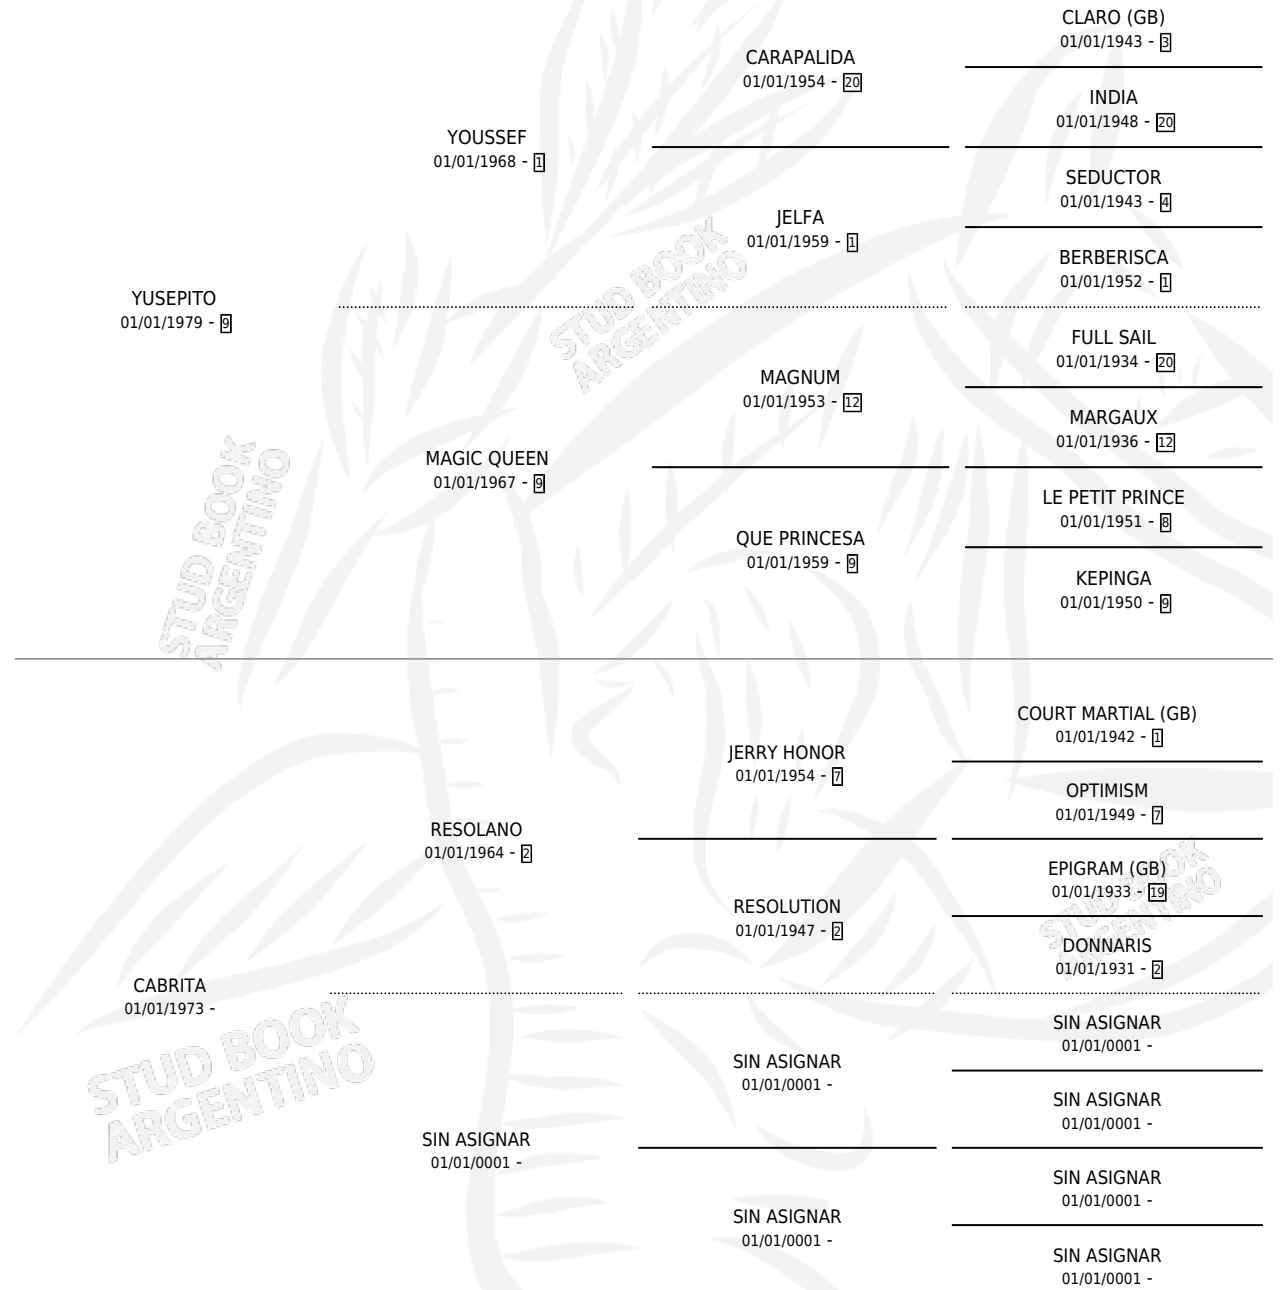 CLARO (GB)
01/01/1943 - 3
CARAPALIDA
01/01/1954 - 20
INDIA
01/01/1948 - 20
YOUSSEF
01/01/1968 - 1
SEDUCTOR
01/01/1943 - 4
JELFA
01/01/1959 - 1
BERBERISCA
01/01/1952 - 1
YUSEPITO
01/01/1979 - 9
STUD BOOK
ARGENTINO
FULL SAIL
01/01/1934 - 20
MAGNUM
01/01/1953 - 12
MARGAUX
01/01/1936 - 12
MAGIC QUEEN
01/01/1967 - 9
LE PETIT PRINCE
01/01/1951 - 8
QUE PRINCESA
01/01/1959 - 9
KEPINGA
01/01/1950 - 9
STUD BOOK
ARGENTINO
COURT MARTIAL (GB)
01/01/1942 - 1
JERRY HONOR
01/01/1954 - 7
OPTIMISM
01/01/1949 - 7
RESOLANO
01/01/1964 - 2
EPIGRAM (GB)
01/01/1933 - 19
RESOLUTION
01/01/1947 - 2
STUD BOOK
ARGENTINO
DONNARIS
01/01/1931 - 2
CABRITA
01/01/1973 -
SIN ASIGNAR
01/01/0001 -
SIN ASIGNAR
01/01/0001 -
STUD BOOK
ARGENTINO
SIN ASIGNAR
01/01/0001 -
SIN ASIGNAR
01/01/0001 -
SIN ASIGNAR
01/01/0001 -
SIN ASIGNAR
01/01/0001 -
SIN ASIGNAR
01/01/0001 -